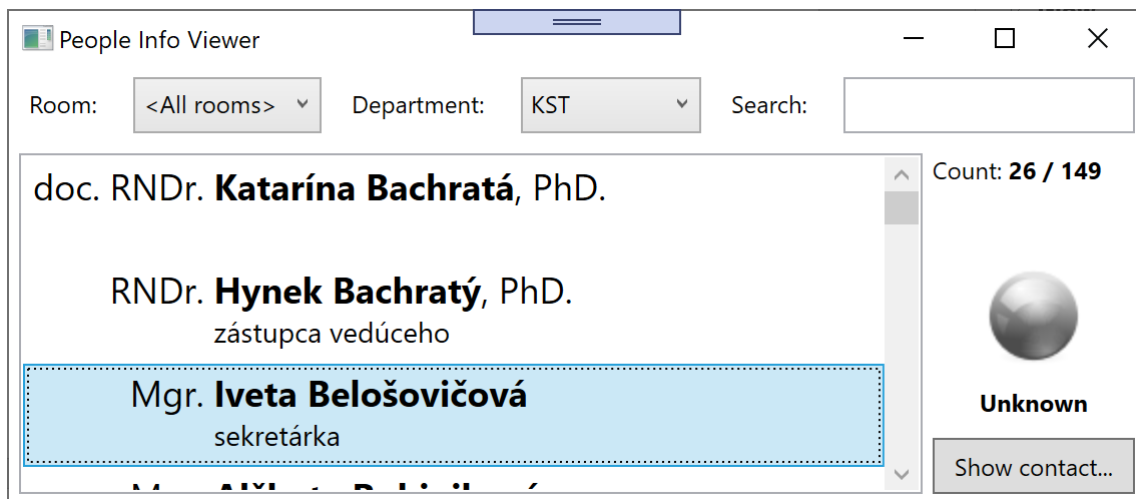 People Info Viewer
Room: <All rooms> Department: KST Search:
doc. RNDr. Katarína Bachratá, PhD.
Count: 26 / 149
RNDr. Hynek Bachratý, PhD.
zástupca vedúceho
Mgr. Iveta Belošovičová
sekretárka
Unknown
Show contact...